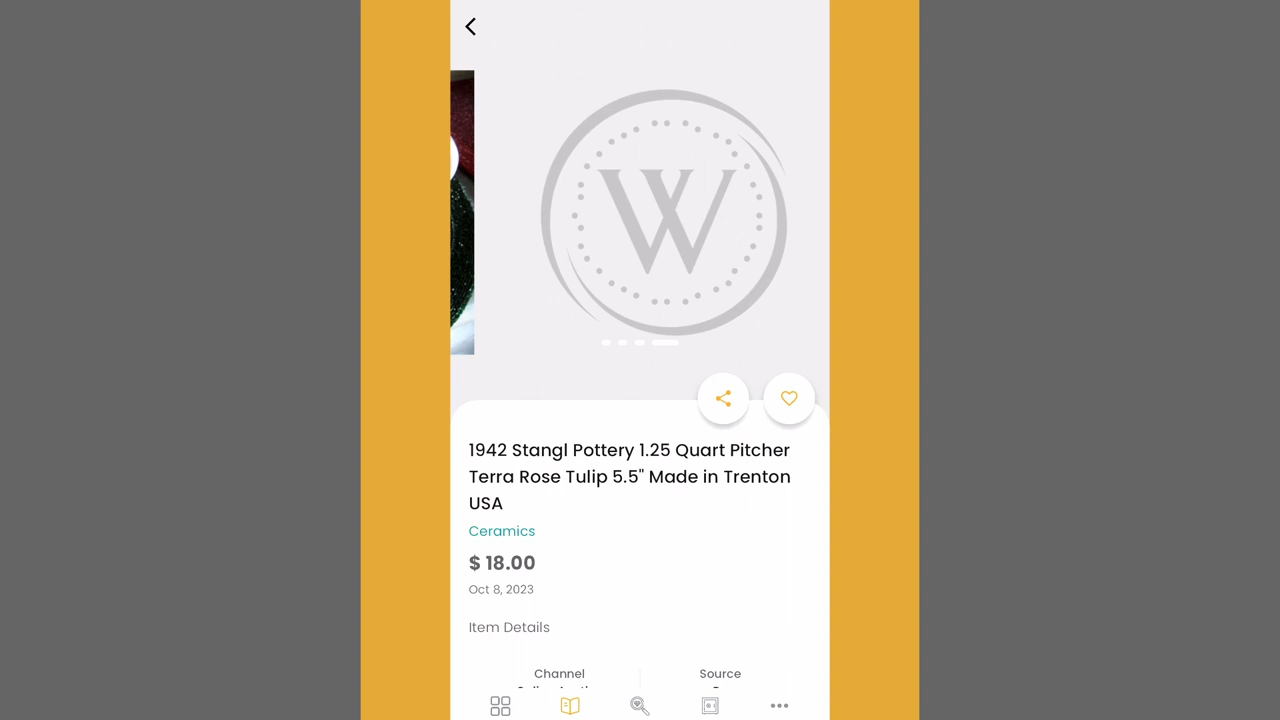 W
1942 Stangl Pottery 1.25 Quart Pitcher
Terra Rose Tulip 5.5" Made in Trenton
USA
Ceramics
$ 18.00
Oct 8, 2023
Item Details
Channel
Source